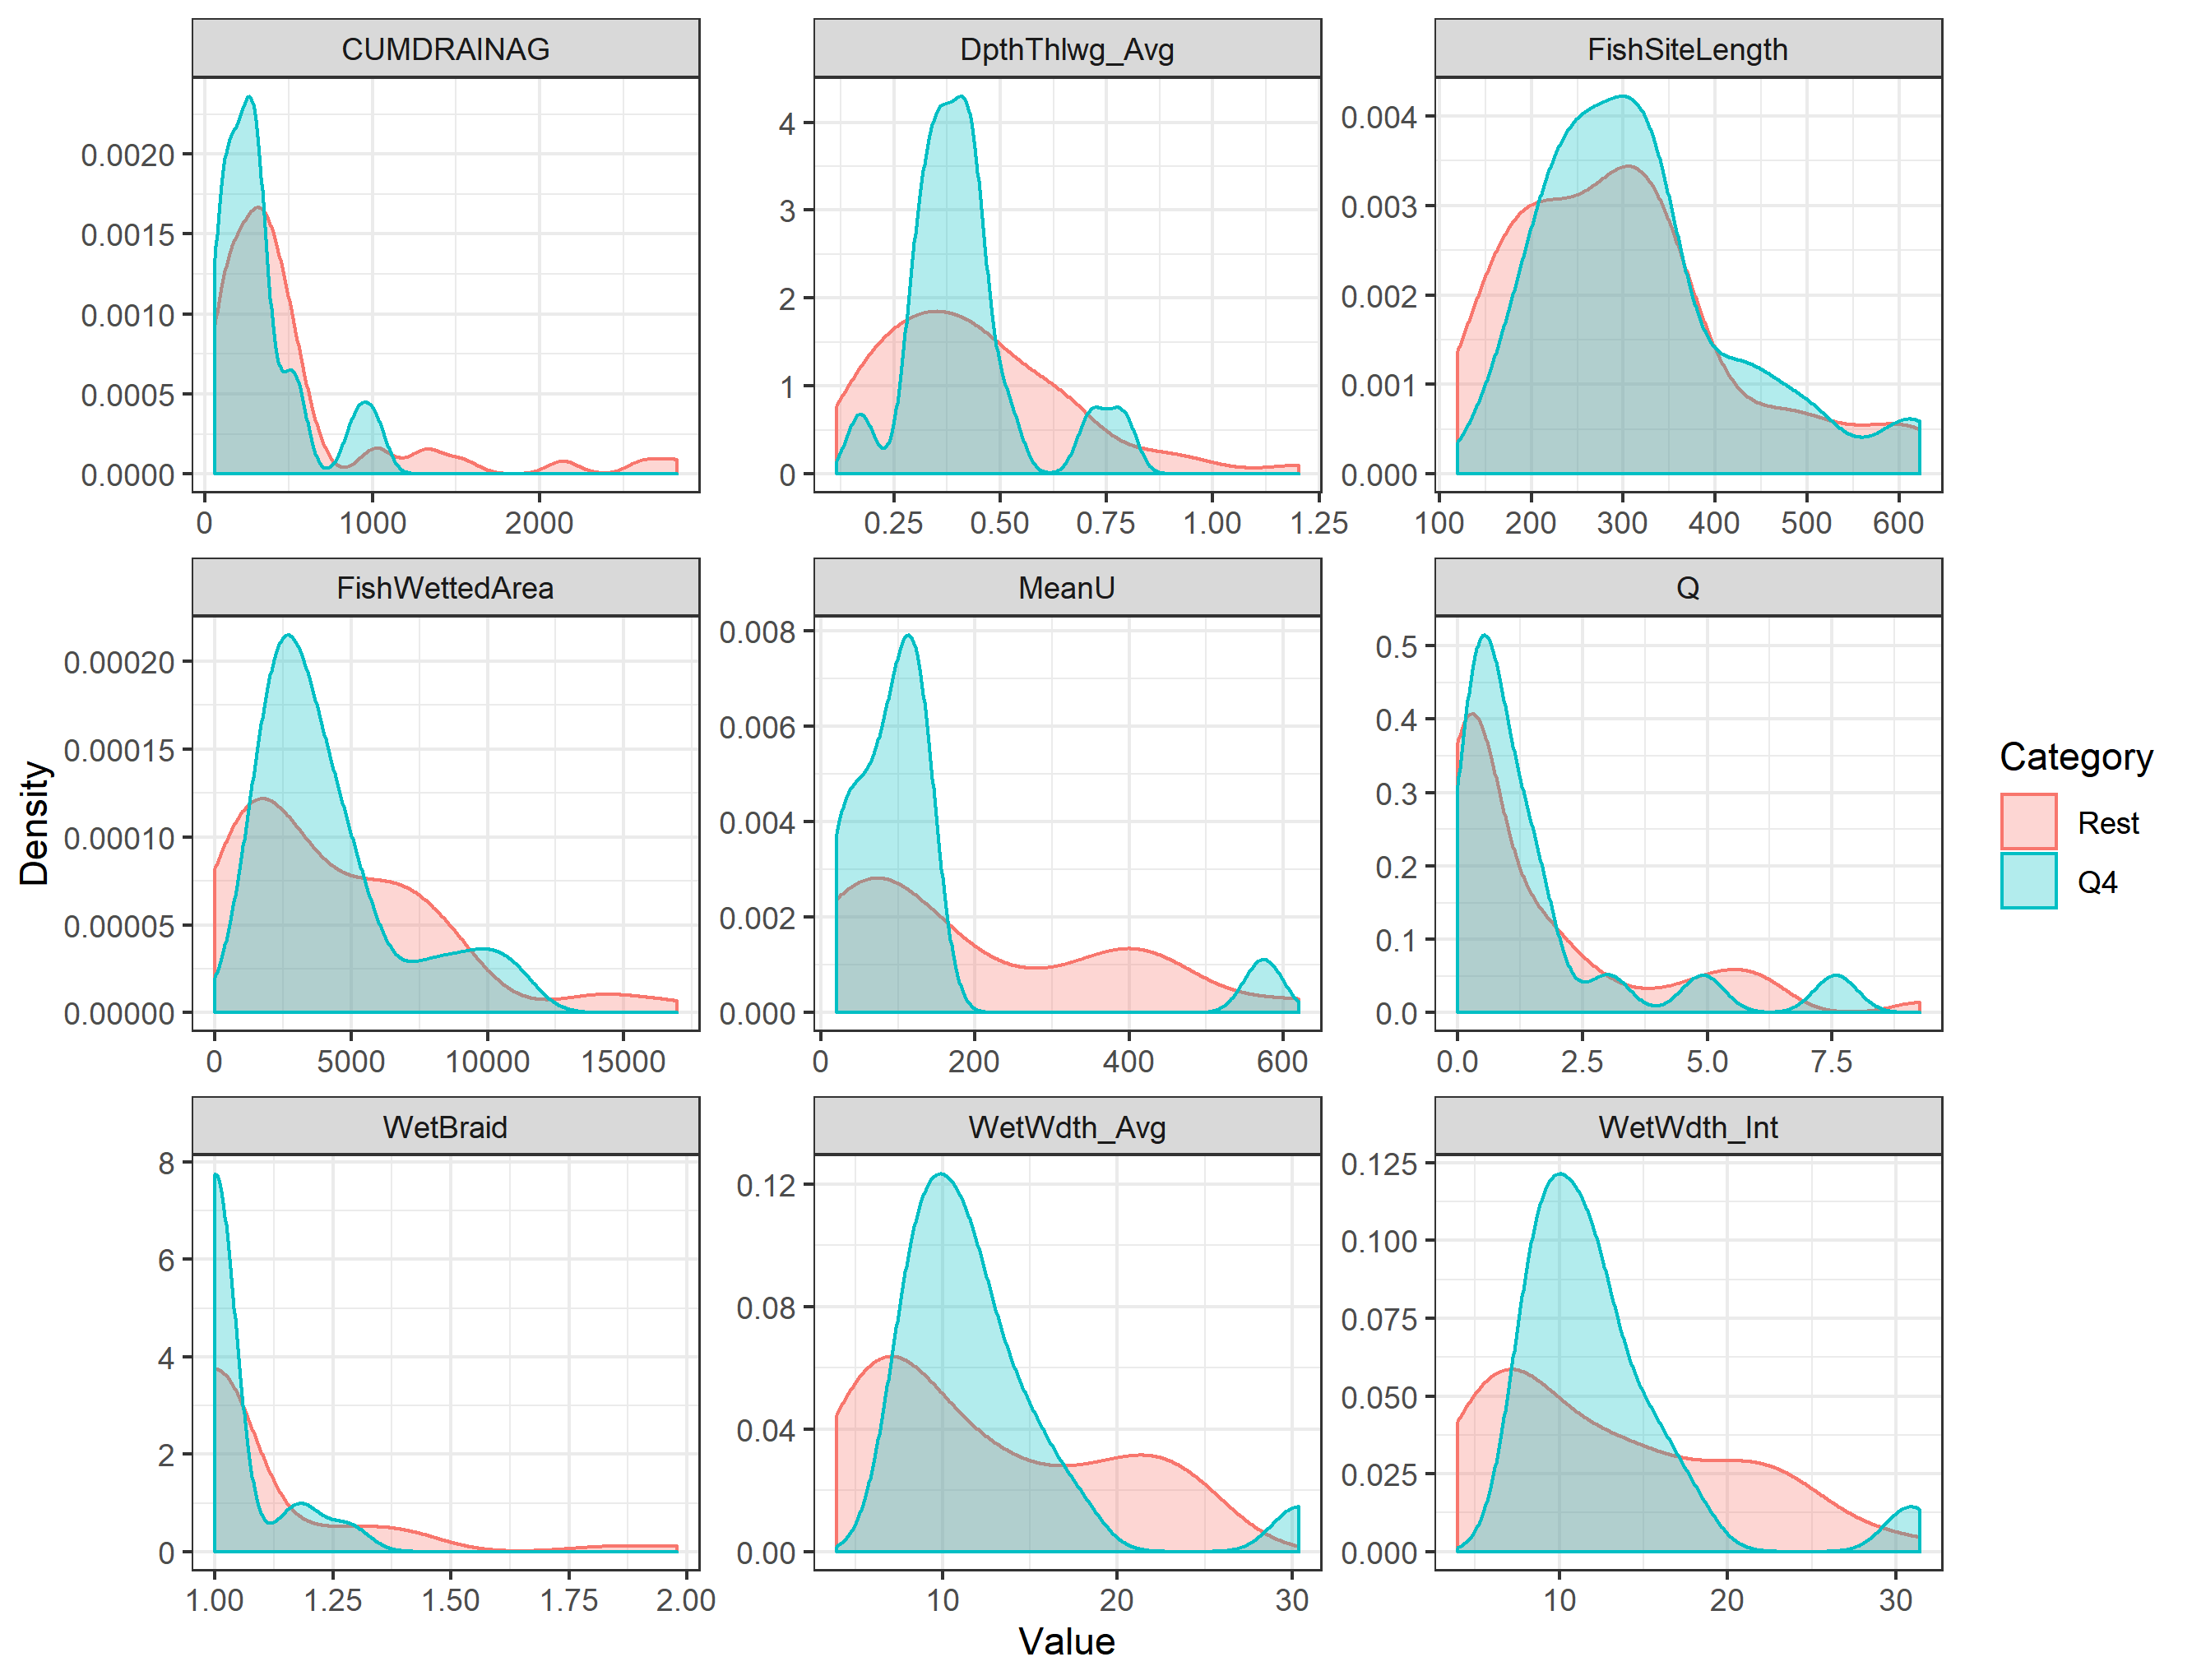 CUMDRAINAG DpthThlwg_Avg FishSiteLength
0.0020
0.0015
0.0010
0.0005
0.0000
0 1000 2000
4
3
2
1
0
0.25 0.50 0.75 1.00 1.25
0.004
0.003
0.002
0.001
0.000
100 200 300 400 500 600
FishWettedArea MeanU Q
0.00020
0.00015
0.00010
0.00005
0.00000
0 5000 10000 15000
0.008
0.006
0.004
0.002
0.000
0 200 400 600
0.5
0.4
0.3
0.2
0.1
0.0
0.0 2.5 5.0 7.5
WetBraid WetWdth_Avg WetWdth_Int
8
6
4
2
0
1.00 1.25 1.50 1.75 2.00
0.12
0.08
0.04
0.00
10 20 30
0.125
0.100
0.075
0.050
0.025
0.000
10 20 30
Density
Value
Category
Rest
Q4